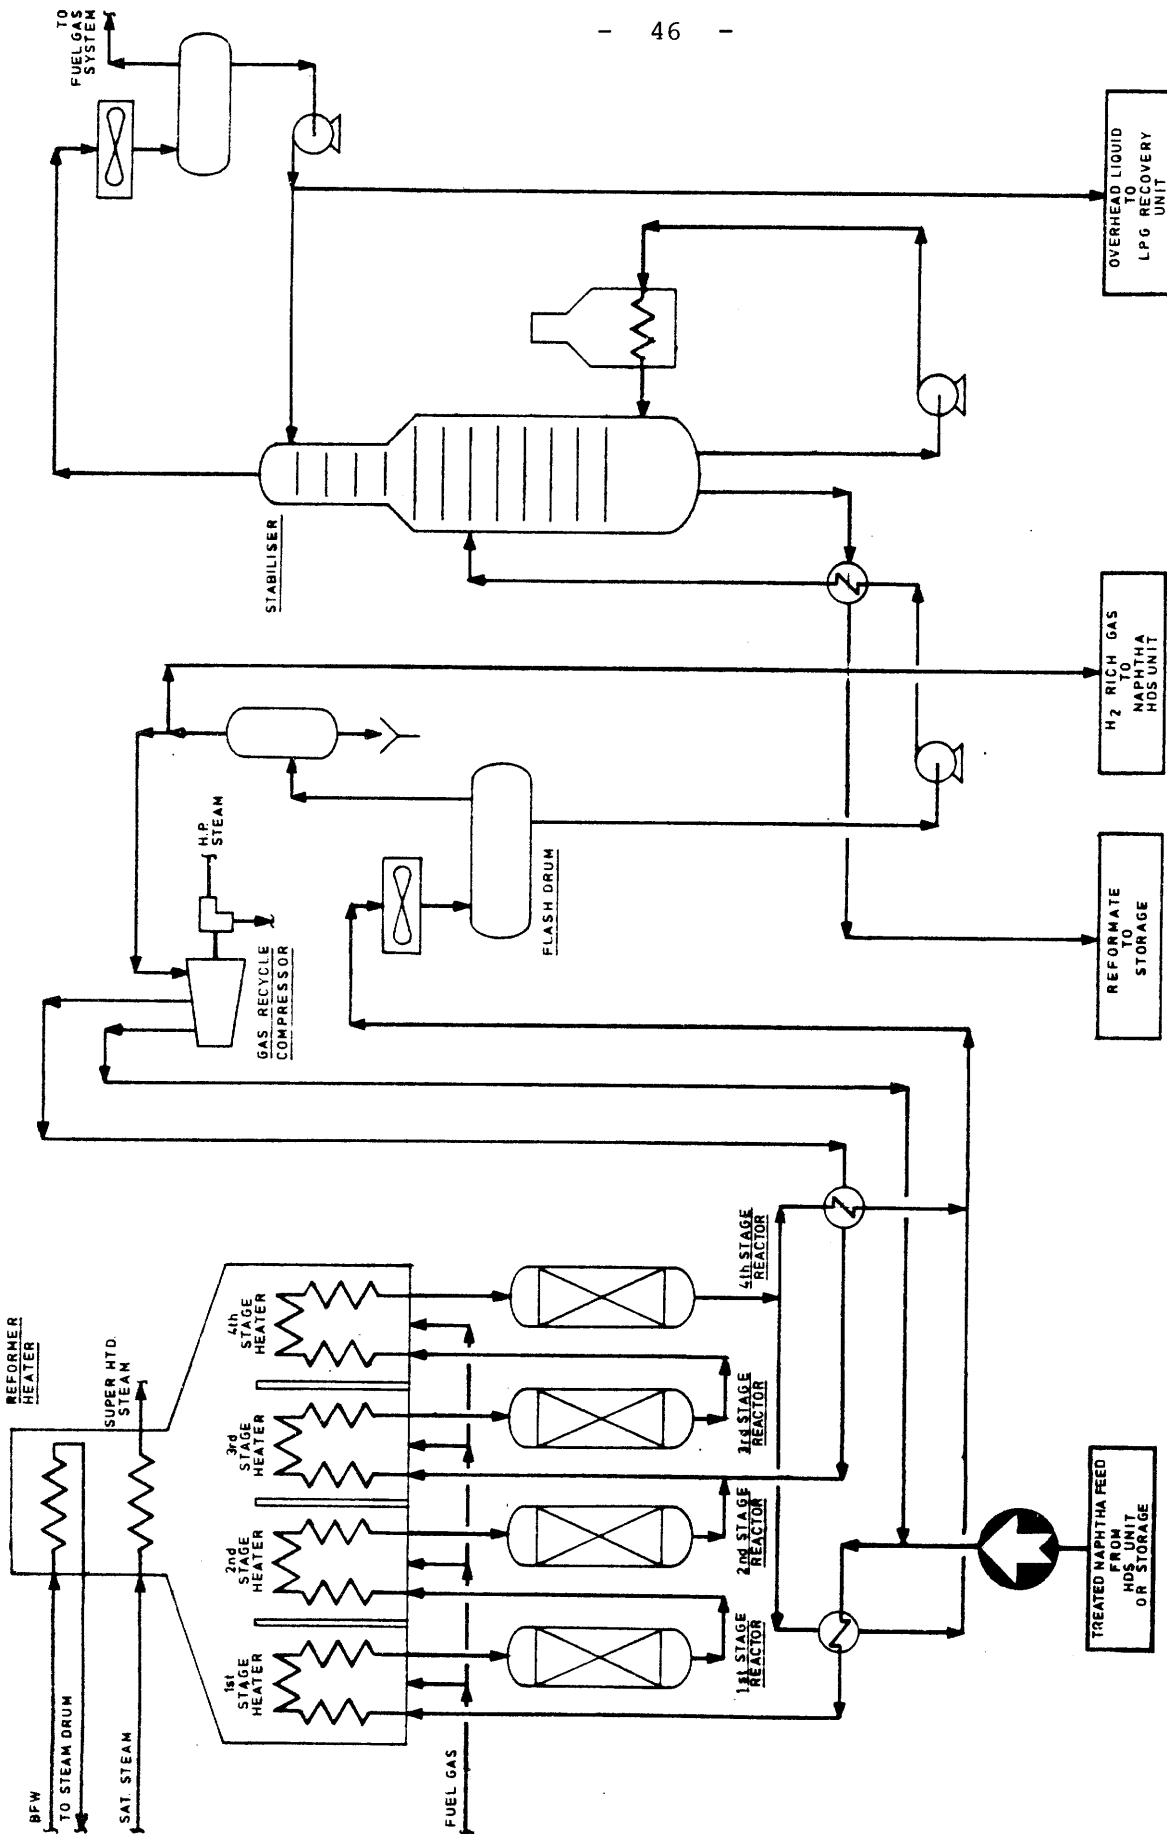 - 46 -
REFORMER
HEATER
BFW
TO STEAM DRUM
SAT. STEAM
SUPER HTD.
STEAM
1st
STAGE
HEATER
2nd
STAGE
HEATER
3rd
STAGE
HEATER
4th
STAGE
HEATER
FUEL GAS
1st STAGE
REACTOR
2nd STAGE
REACTOR
3rd STAGE
REACTOR
4th STAGE
REACTOR
TREATED NAPHTHA FEED
FROM
HDS UNIT
OR STORAGE
H.P.
STEAM
GAS RECYCLE
COMPRESSOR
FLASH DRUM
STABILISER
TO
FUEL GAS
SYSTEM
REFORMATE
TO
STORAGE
H2 RICH GAS
TO
NAPHTHA
HDS UNIT
OVERHEAD LIQUID
TO
LPG RECOVERY
UNIT